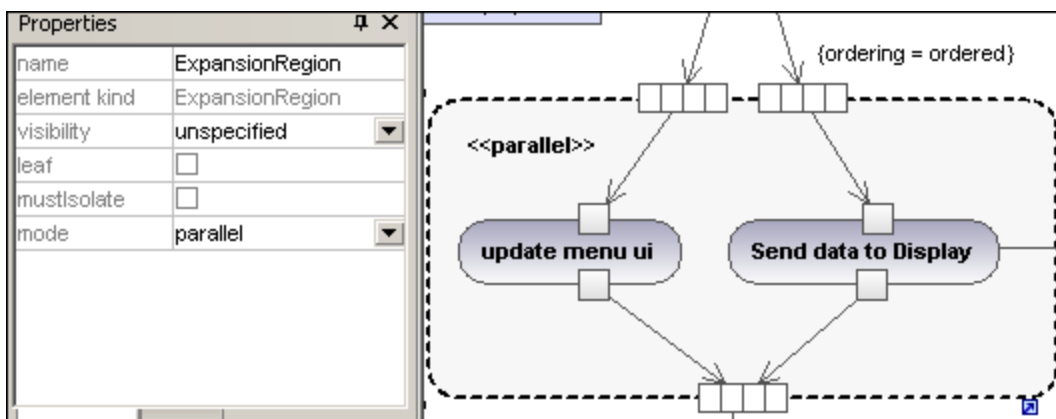 Properties
name ExpansionRegion
element kind ExpansionRegion
visibility unspecified
leaf
mustIsolate
mode parallel
{ordering = ordered}
<<parallel>>
update menu ui
Send data to Display